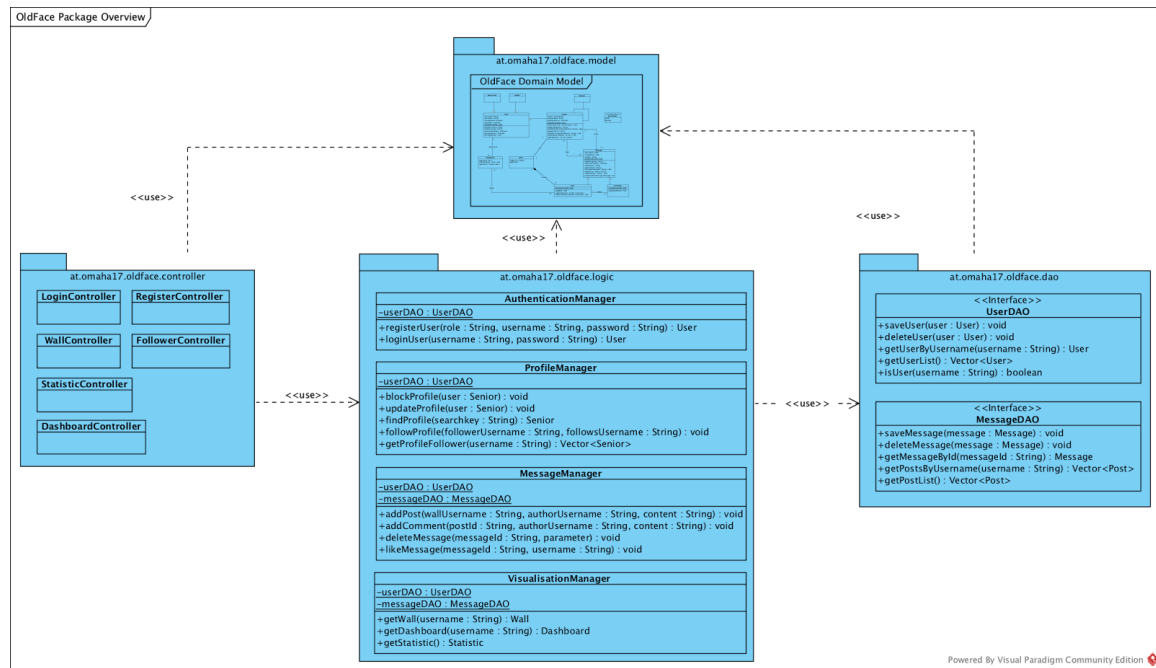 OldFace Package Overview
at.omaha17.oldface.model
OldFace Domain Model
<<use>>
<<use>>
<<use>>
at.omaha17.oldface.controller
LoginController
RegisterController
WallController
FollowerController
StatisticController
DashboardController
<<use>>
at.omaha17.oldface.logic
AuthenticationManager
-userDAO : UserDAO
+registerUser(role : String, username : String, password : String) : User
+loginUser(username : String, password : String) : User
ProfileManager
-userDAO : UserDAO
+blockProfile(user : Senior) : void
+updateProfile(user : Senior) : void
+findProfile(searchkey : String) : Senior
+followProfile(followerUsername : String, followsUsername : String) : void
+getProfileFollower(username : String) : Vector<Senior>
MessageManager
-userDAO : UserDAO
-messageDAO : MessageDAO
+addPost(wallUsername : String, authorUsername : String, content : String) : void
+addComment(postId : String, authorUsername : String, content : String) : void
+deleteMessage(messageId : String, parameter) : void
+likeMessage(messageId : String, username : String) : void
VisualisationManager
-userDAO : UserDAO
-messageDAO : MessageDAO
+getWall(username : String) : Wall
+getDashboard(username : String) : Dashboard
+getStatistic() : Statistic
<<use>>
at.omaha17.oldface.dao
<<Interface>>
UserDAO
+saveUser(user : User) : void
+deleteUser(user : User) : void
+getUserByUsername(username : String) : User
+getUserList() : Vector<User>
+isUser(username : String) : boolean
<<Interface>>
MessageDAO
+saveMessage(message : Message) : void
+deleteMessage(message : Message) : void
+getMessageById(messageId : String) : Message
+getPostsByUsername(username : String) : Vector<Post>
+getPostList() : Vector<Post>
Powered By Visual Paradigm Community Edition